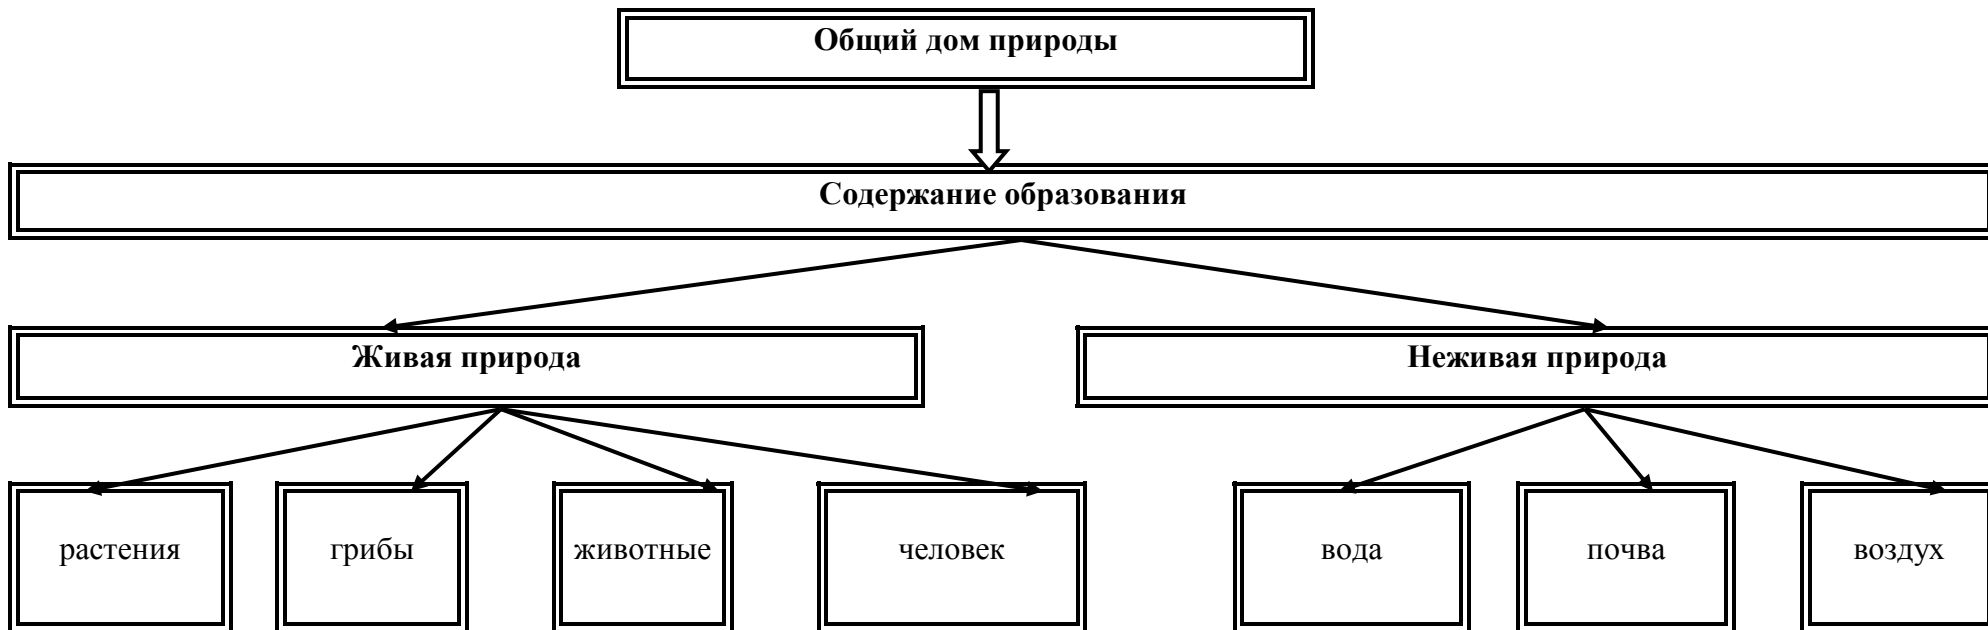 Общий дом природы
Содержание образования
Живая природа
Неживая природа
растения
грибы
животные
человек
вода
почва
воздух